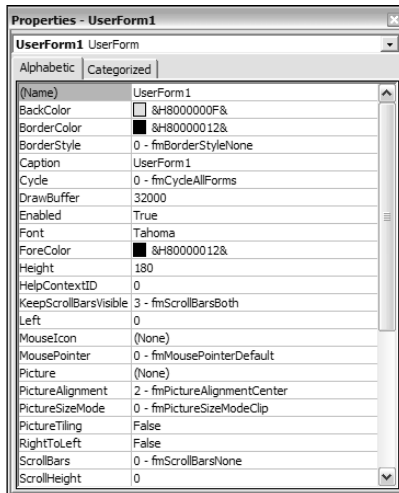 Properties - UserForm1
UserForm1 UserForm
Alphabetic Categorized
(Name) UserForm1
BackColor &H8000000F&
BorderColor &H80000012&
BorderStyle 0 - fmBorderStyleNone
Caption UserForm1
Cycle 0 - fmCycleAllForms
DrawBuffer 32000
Enabled True
Font Tahoma
ForeColor &H80000012&
Height 180
HelpContextID 0
KeepScrollBarsVisible 3 - fmScrollBarsBoth
Left 0
MouseIcon (None)
MousePointer 0 - fmMousePointerDefault
Picture (None)
PictureAlignment 2 - fmPictureAlignmentCenter
PictureSizeMode 0 - fmPictureSizeModeClip
PictureTiling False
RightToLeft False
ScrollBars 0 - fmScrollBarsNone
ScrollHeight 0